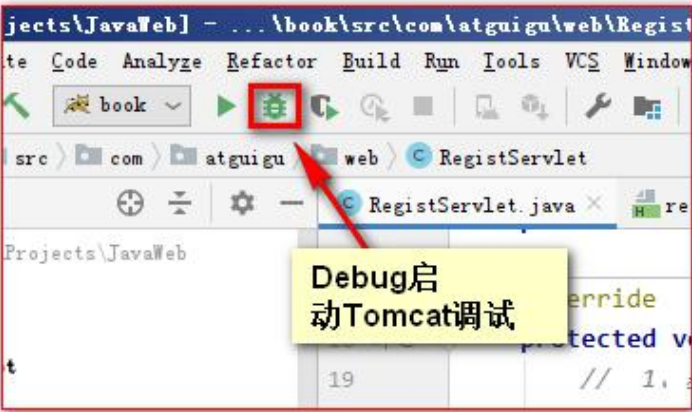 jects\JavaWeb] - ...\book\src\com\atguigu\web\Regist
te Code Analyze Refactor Build Run Tools VCS Window
book
src com atguigu web RegistServlet
RegistServlet.java re
Projects\JavaWeb
Debug启
动Tomcat调试
erride
tected v
t
19 // 1、